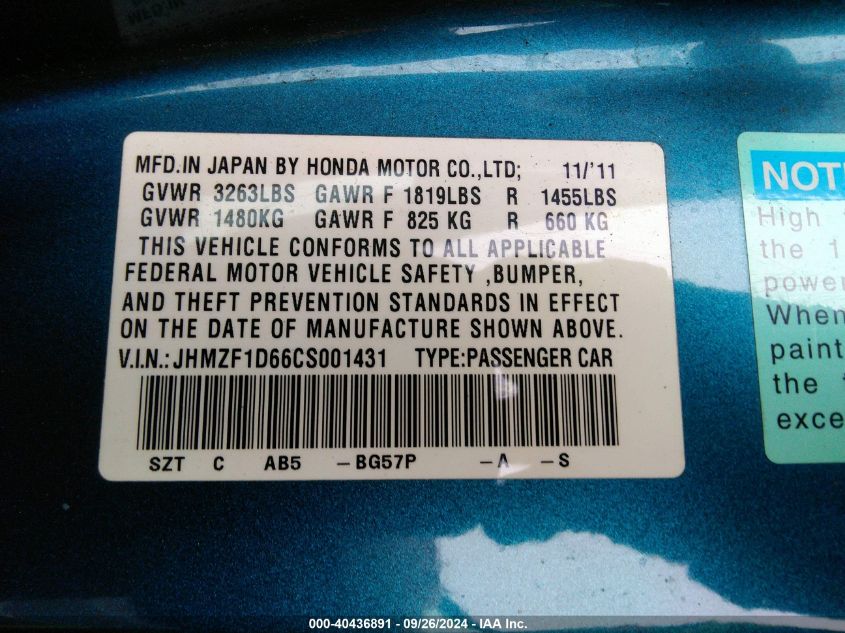 MFD.IN JAPAN BY HONDA MOTOR CO.,LTD; 11/'11
GVWR 3263LBS GAWR F 1819LBS R 1455LBS
GVWR 1480KG GAWR F 825 KG R 660 KG
THIS VEHICLE CONFORMS TO ALL APPLICABLE
FEDERAL MOTOR VEHICLE SAFETY ,BUMPER,
AND THEFT PREVENTION STANDARDS IN EFFECT
ON THE DATE OF MANUFACTURE SHOWN ABOVE.
V.I.N.: JHMZF1D66CS001431 TYPE:PASSENGER CAR
SZT C AB5 -BG57P -A -S
NOT
High
the 1
power
When
paint
the
exce
000-40436891 - 09/26/2024 - IAA Inc.